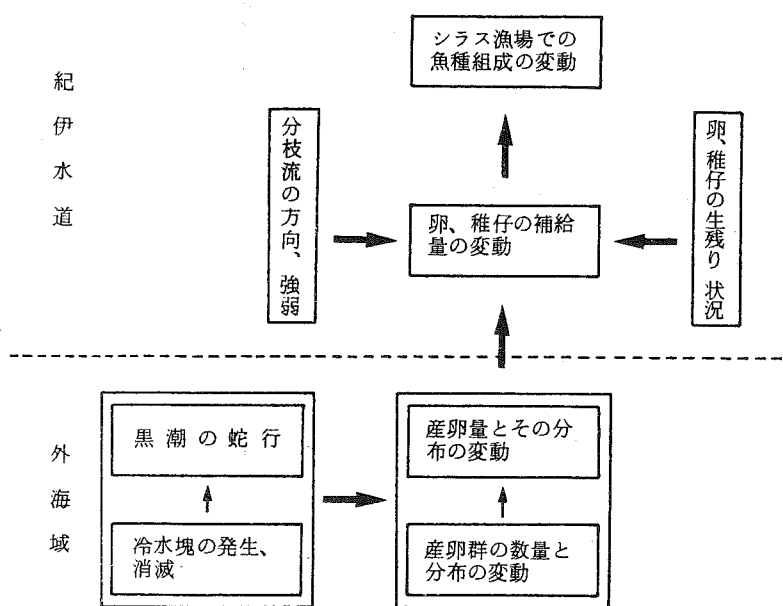 シラス漁場での
魚種組成の変動
紀伊水道
分枝流の方向、強弱
卵、稚仔の補給
量の変動
卵、稚仔の生残り状況
外海域
黒潮の蛇行
冷水塊の発生、
消滅
産卵量とその分
布の変動
産卵群の数量と
分布の変動